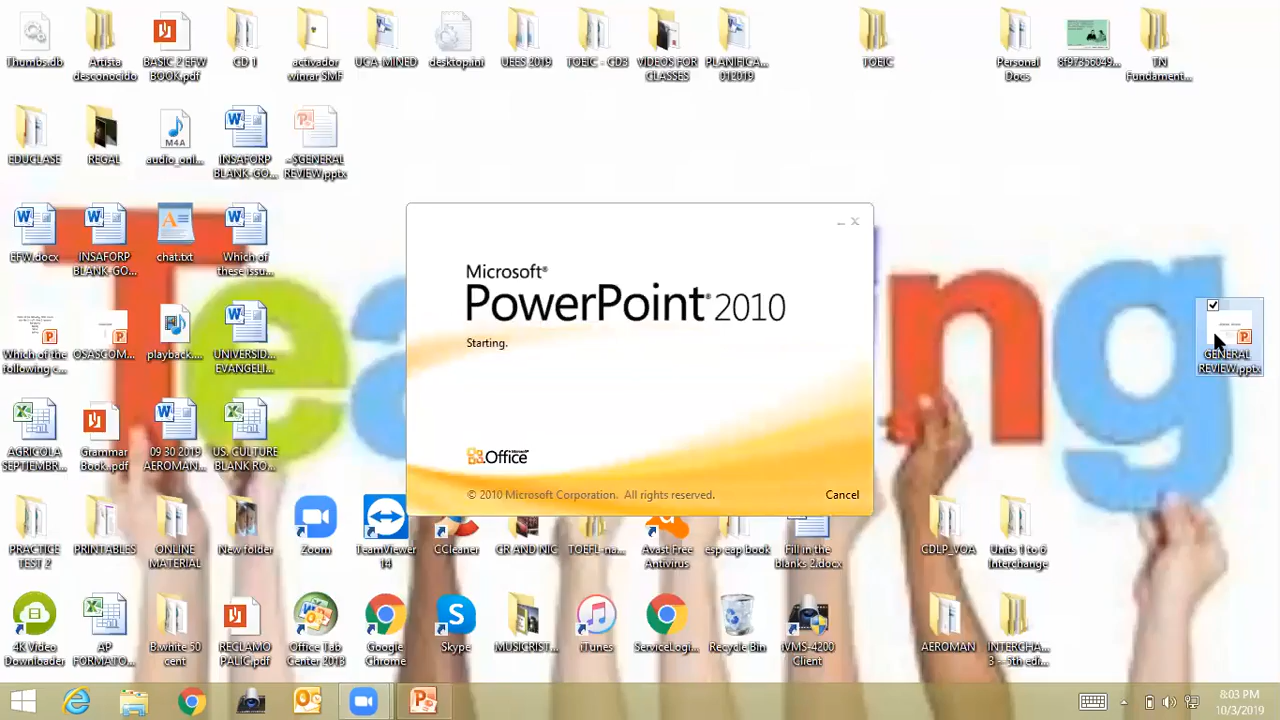 Thumbs.db
Artista
desconocido
BASIC 2 EFW
BOOK.pdf
CD 1
activador
winrar SMF
UCA-MINED
desktop.ini
UEES 2019
TOEIC - CD3
VIDEOS FOR
CLASSES
PLANIFICA...
012019
TOEIC
Personal
Docs
8f97356049...
TN
Fundament...
EDUCLASE
REGAL
M4A
audio_onl...
INSAFORP
BLANK-GO...
~$GENERAL
REVIEW.pptx
EFW.docx
INSAFORP
BLANK-GO...
chat.txt
Which of
these issu...
Teaching
Microsoft®
PowerPoint® 2010
Starting.
Microsoft®
Office
© 2010 Microsoft Corporation. All rights reserved.
Cancel
GENERAL
REVIEW.pptx
Which of the
following c...
OSASCOM...
playback....
UNIVERSID...
EVANGELI...
AGRICOLA
SEPTIEMBR...
Grammar
Book..pdf
09 30 2019
AEROMAN...
US. CULTURE
BLANK RO...
PRACTICE
TEST 2
PRINTABLES
ONLINE
MATERIAL
New folder
Zoom
TeamViewer
14
CCleaner
CR AND NIC
TOEFL-na...
Avast Free
Antivirus
esp cap book
Fill in the
blanks 2.docx
CDLP_VOA
Units 1 to 6
Interchange
4K Video
Downloader
AP
FORMATO...
B.white 50
cent
RECLAMO
PALIC.pdf
Office Tab
Center 2013
Google
Chrome
Skype
MUSICRIST...
iTunes
ServiceLogi...
Recycle Bin
iVMS-4200
Client
AEROMAN
INTERCHA...
3 - -5th edi...
8:03 PM
10/3/2019